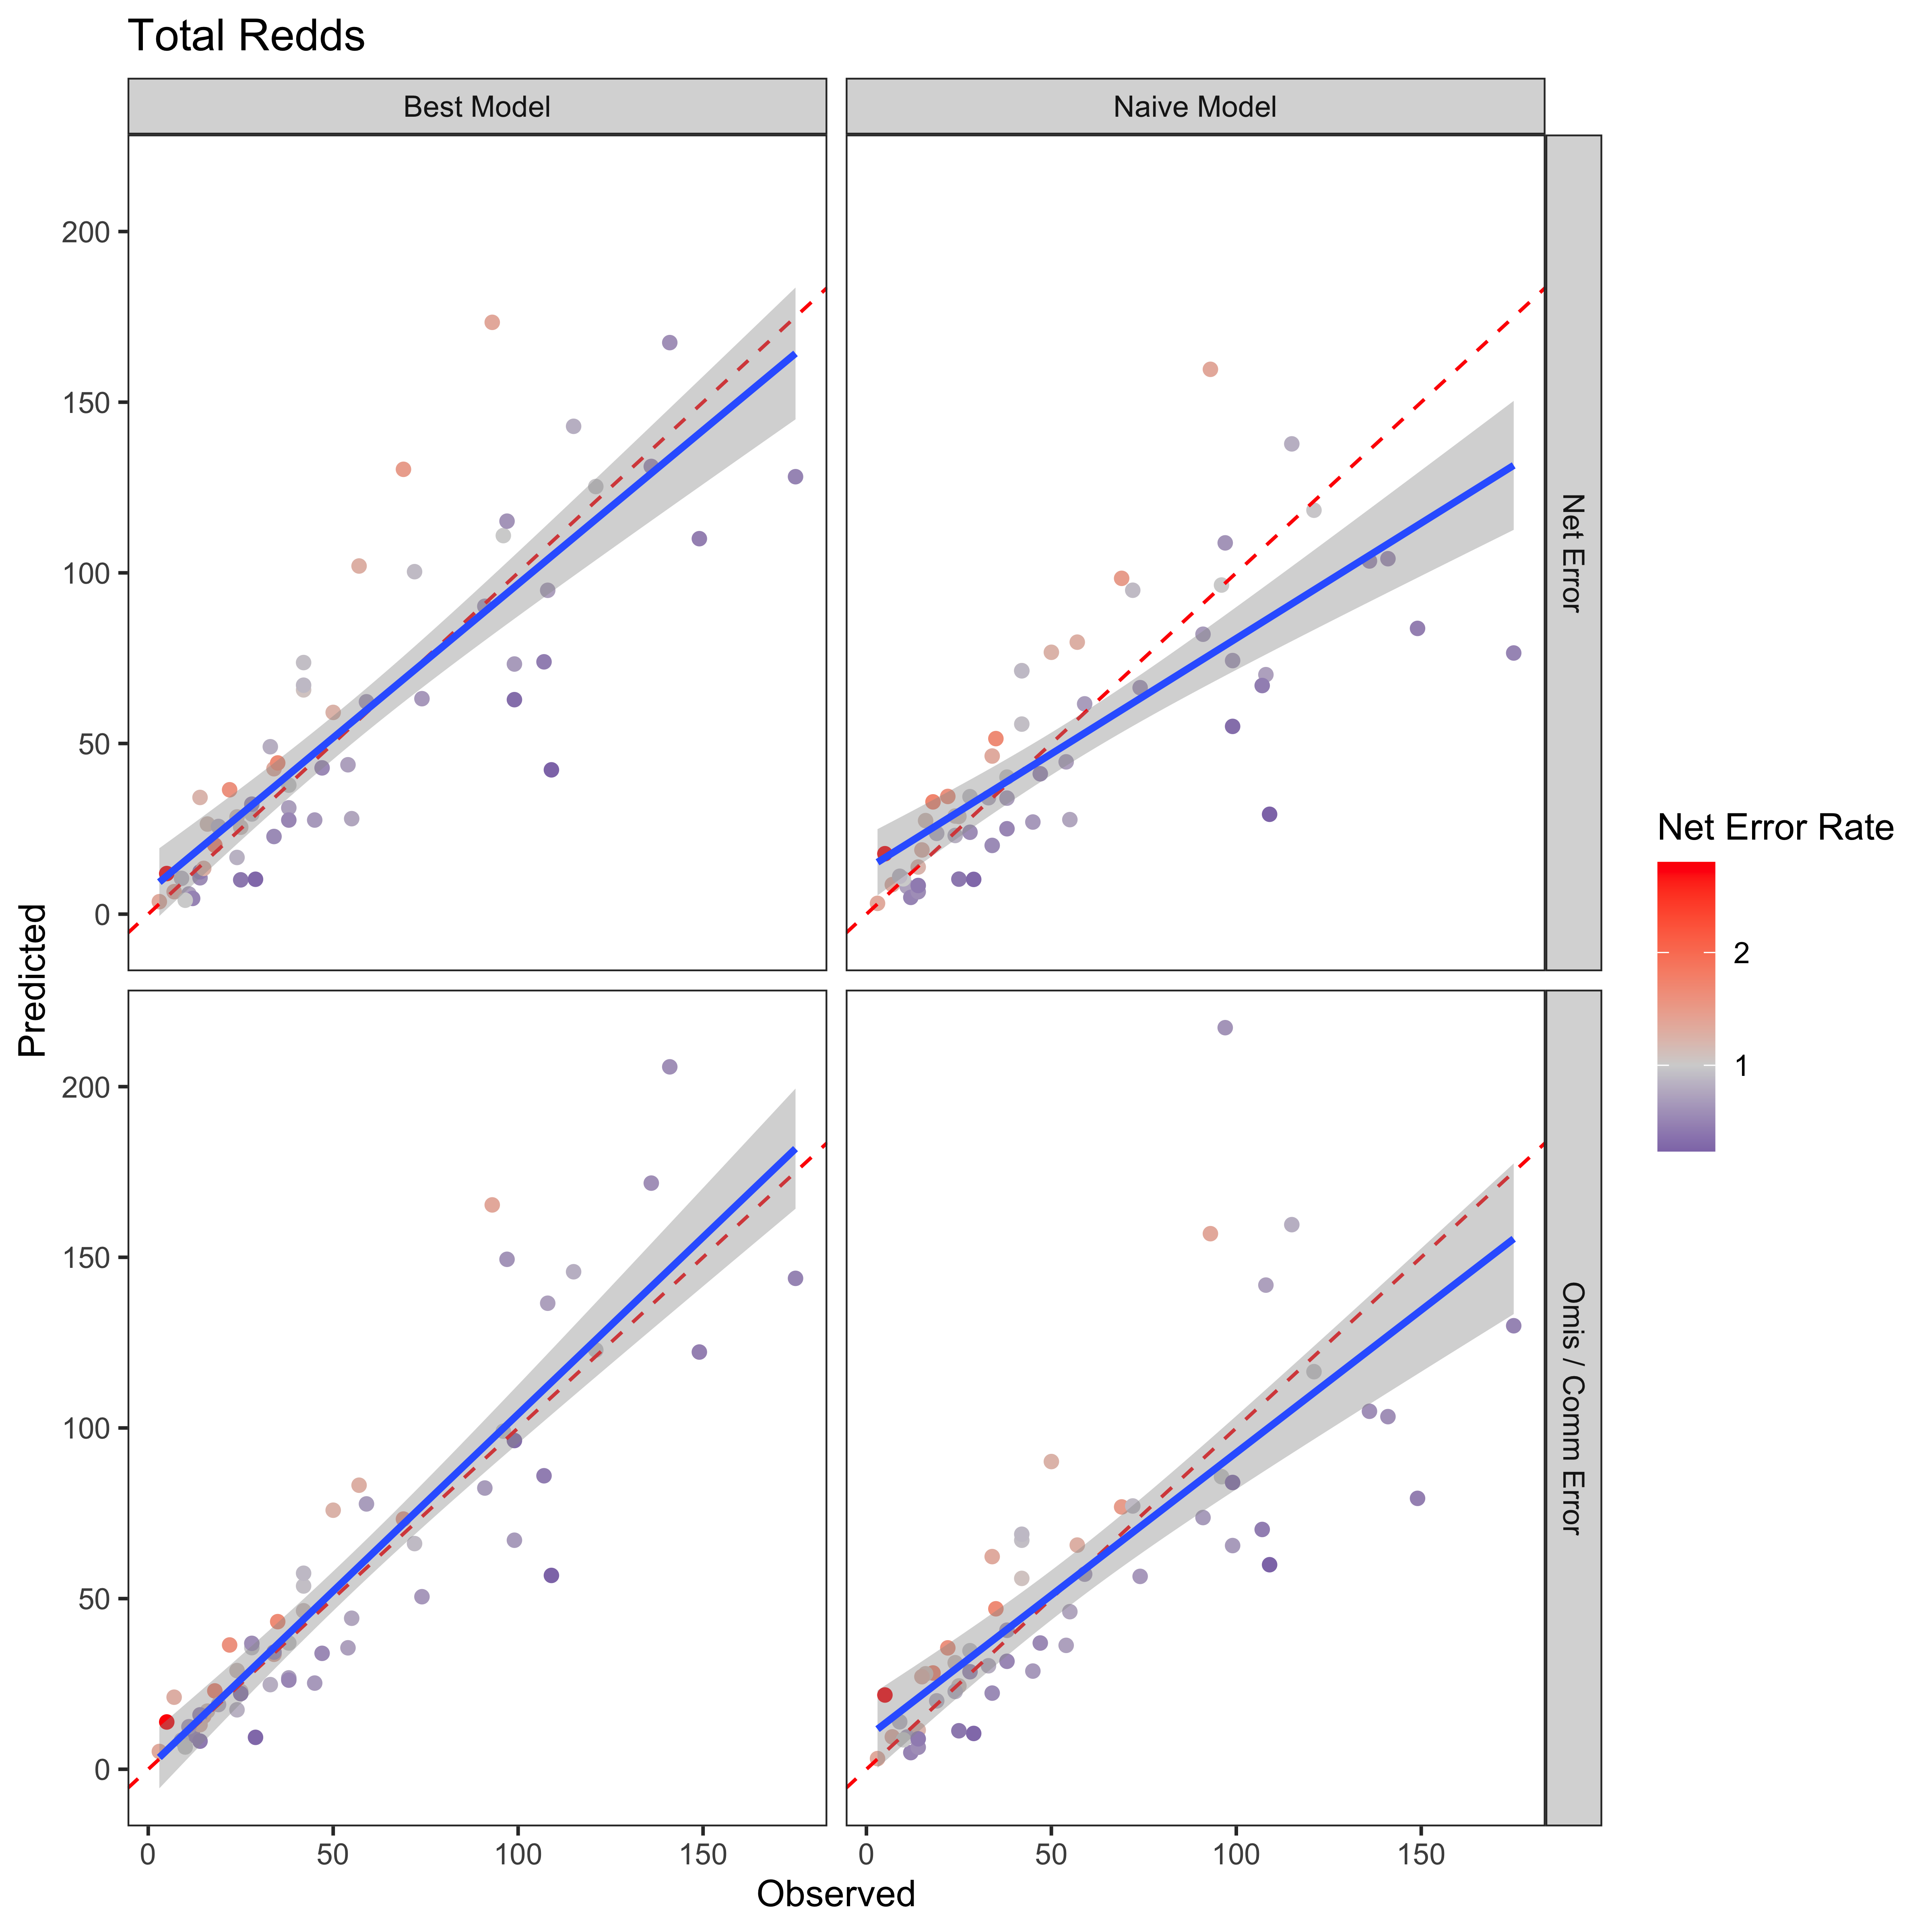 Total Redds
Best Model
Naive Model
200
150
100
50
0
Net Error
200
150
100
50
0
Omis / Comm Error
0
50
100
150
0
50
100
150
Predicted
Observed
Net Error Rate
2
1